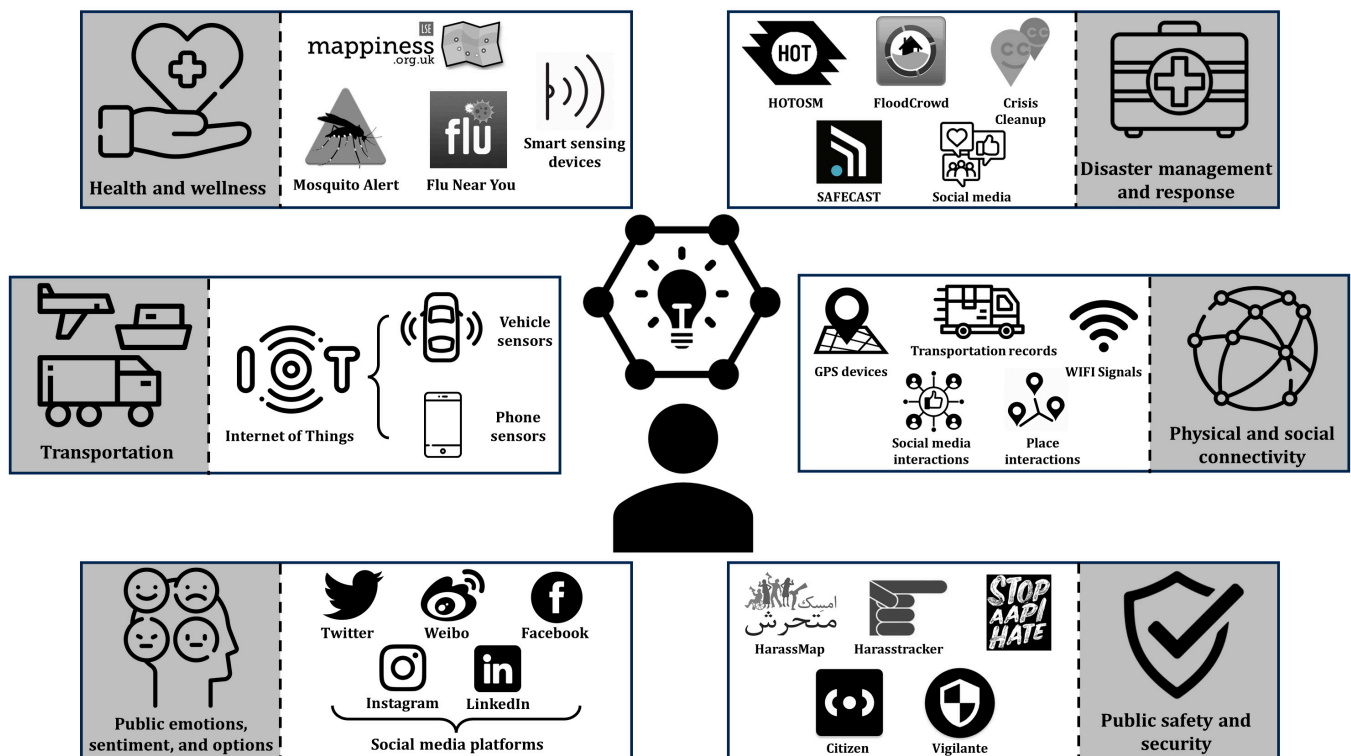 LSE
mappiness
.org.uk
flu
Smart sensing
devices
Mosquito Alert
Flu Near You
Health and wellness
HOT
CC
CC
HOTOSM
FloodCrowd
Crisis
Cleanup
SAFECAST
Social media
Disaster management
and response
IOT
Vehicle
sensors
Phone
sensors
Internet of Things
Transportation
GPS devices
Transportation records
WIFI Signals
Social media
interactions
Place
interactions
Physical and social
connectivity
Twitter
Weibo
Facebook
in
Instagram
LinkedIn
Social media platforms
Public emotions,
sentiment, and options
امسك
متحرش
HarassMap
Harasstracker
STOP
AAPI
HATE
Citizen
Vigilante
Public safety and
security